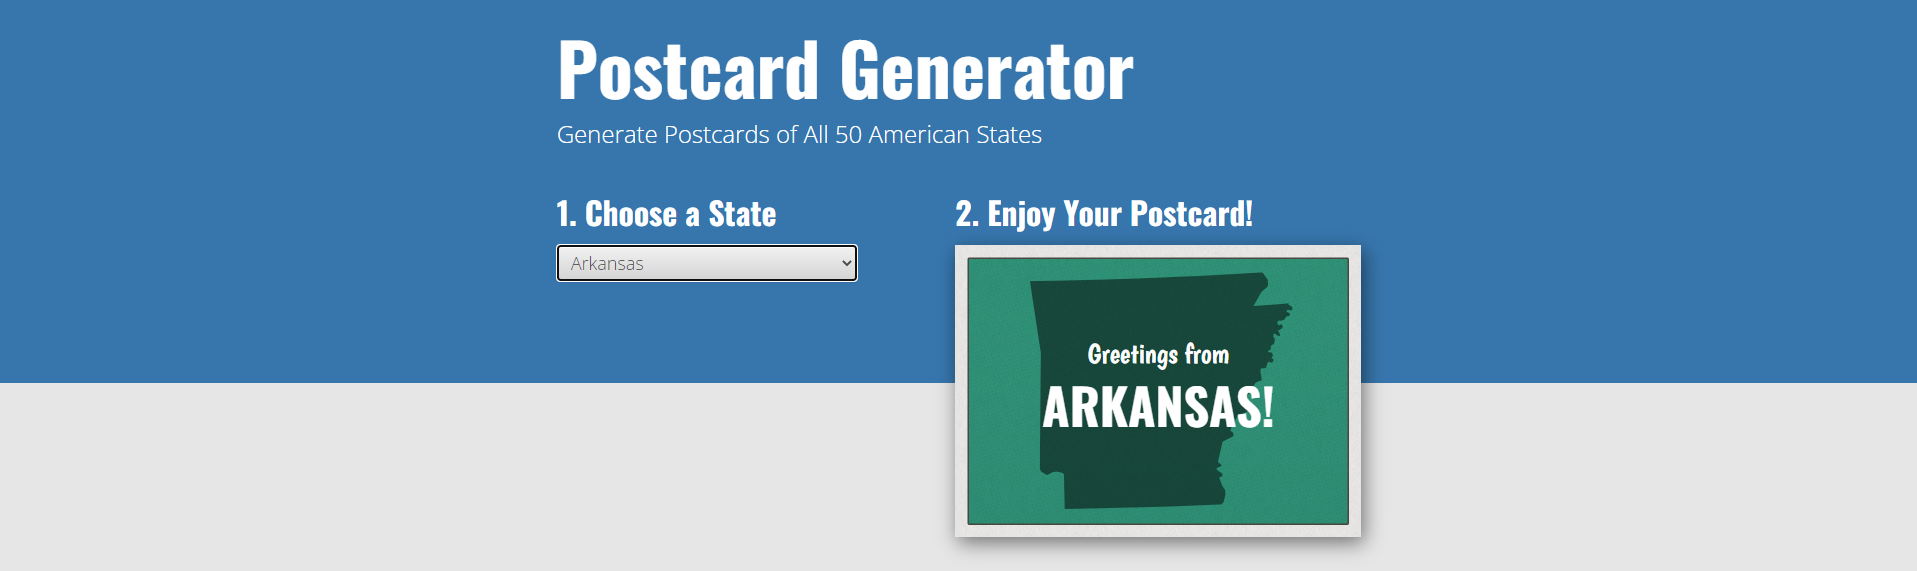 Postcard Generator
Generate Postcards of All 50 American States
1. Choose a State
Arkansas
2. Enjoy Your Postcard!
Greetings from
ARKANSAS!